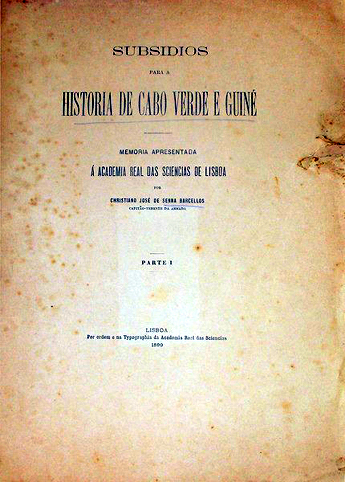 SUBSIDIOS
PARA A
HISTORIA DE CABO VERDE E GUINÉ
MEMORIA APRESENTADA
Á ACADEMIA REAL DAS SCIENCIAS DE LISBOA
POR
CHRISTIANO JOSÉ DE SENNA BARCELLOS
CAPITÃO-TENENTE DA ARMADA
PARTE I
LISBOA
Por ordem e na Typographia da Academia Real das Sciencias
1899